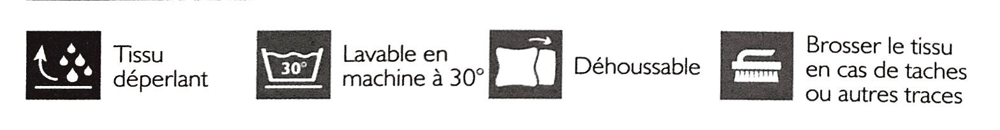 Tissu
déperlant
30°
Lavable en
machine à 30°
Déhoussable
Brosser le tissu
en cas de taches
ou autres traces